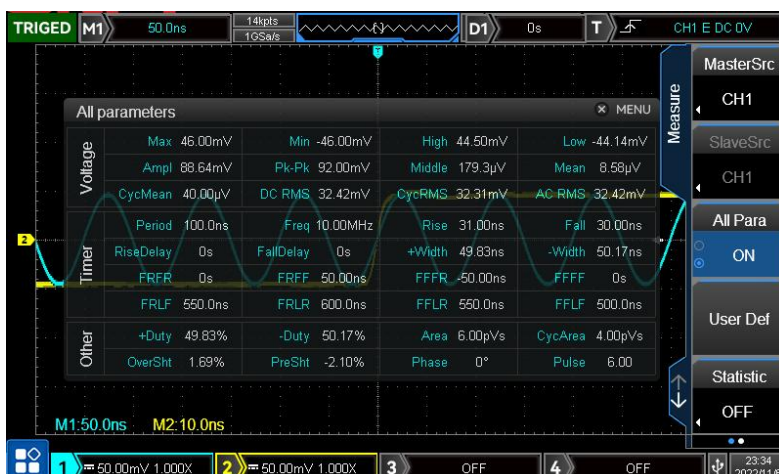 TRIGED M1 50.0ns 14kpts 1GSa/s D1 0s T CH1 E DC 0V
All parameters MENU
Voltage
Max 46.00mV Min -46.00mV High 44.50mV Low -44.14mV
Ampl 88.64mV Pk-Pk 92.00mV Middle 179.3µV Mean 8.58µV
CycMean 40.00µV DC RMS 32.42mV CycRMS 32.31mV AC RMS 32.42mV
Timer
Period 100.0ns Freq 10.00MHz Rise 31.00ns Fall 30.00ns
RiseDelay 0s FallDelay 0s +Width 49.83ns -Width 50.17ns
FRFR 0s FRFF 50.00ns FFFR -50.00ns FFFF 0s
FRLF 550.0ns FRLR 600.0ns FFLR 550.0ns FFLF 500.0ns
Other
+Duty 49.83% -Duty 50.17% Area 6.00pVs CycArea 4.00pVs
OverSht 1.69% PreSht -2.10% Phase 0° Pulse 6.00
2
M1:50.0ns M2:10.0ns
Measure
MasterSrc
CH1
SlaveSrc
CH1
All Para
ON
User Def
Statistic
OFF
1 50.00mV 1.000X 2 50.00mV 1.000X 3 OFF 4 OFF 23:34